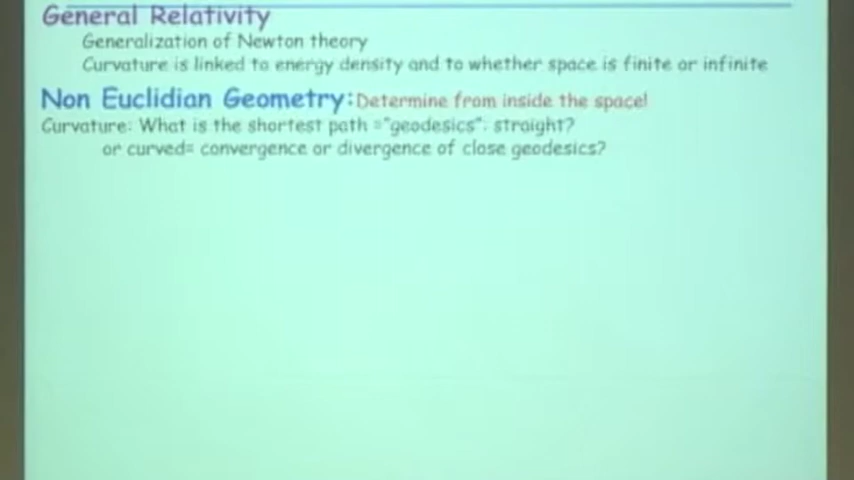 General Relativity
Generalization of Newton theory
Curvature is linked to energy density and to whether space is finite or infinite
Non Euclidian Geometry: Determine from inside the space!
Curvature: What is the shortest path ="geodesics": straight?
or curved= convergence or divergence of close geodesics?